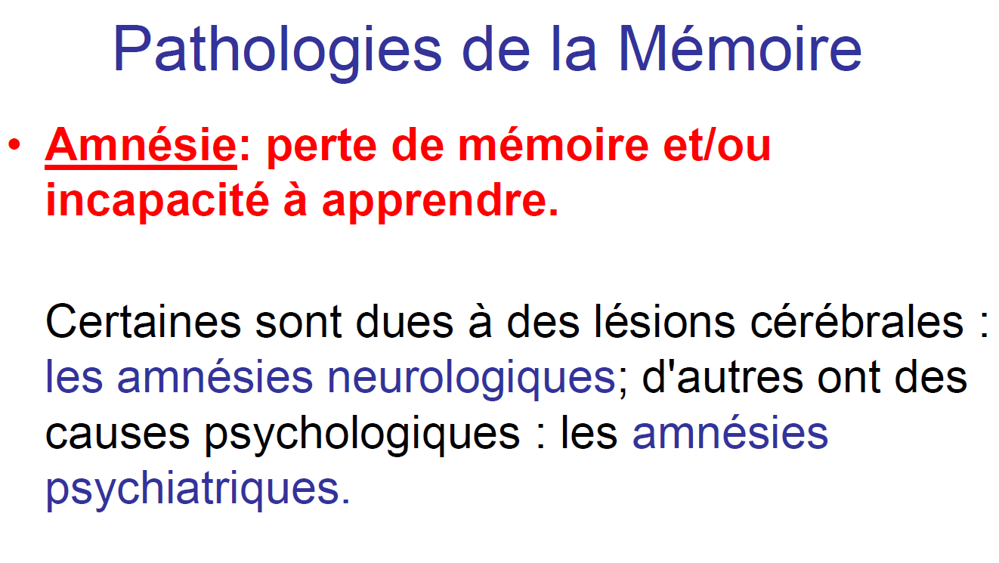 Pathologies de la Mémoire
• Amnésie: perte de mémoire et/ou
incapacité à apprendre.
Certaines sont dues à des lésions cérébrales :
les amnésies neurologiques; d'autres ont des
causes psychologiques : les amnésies
psychiatriques.